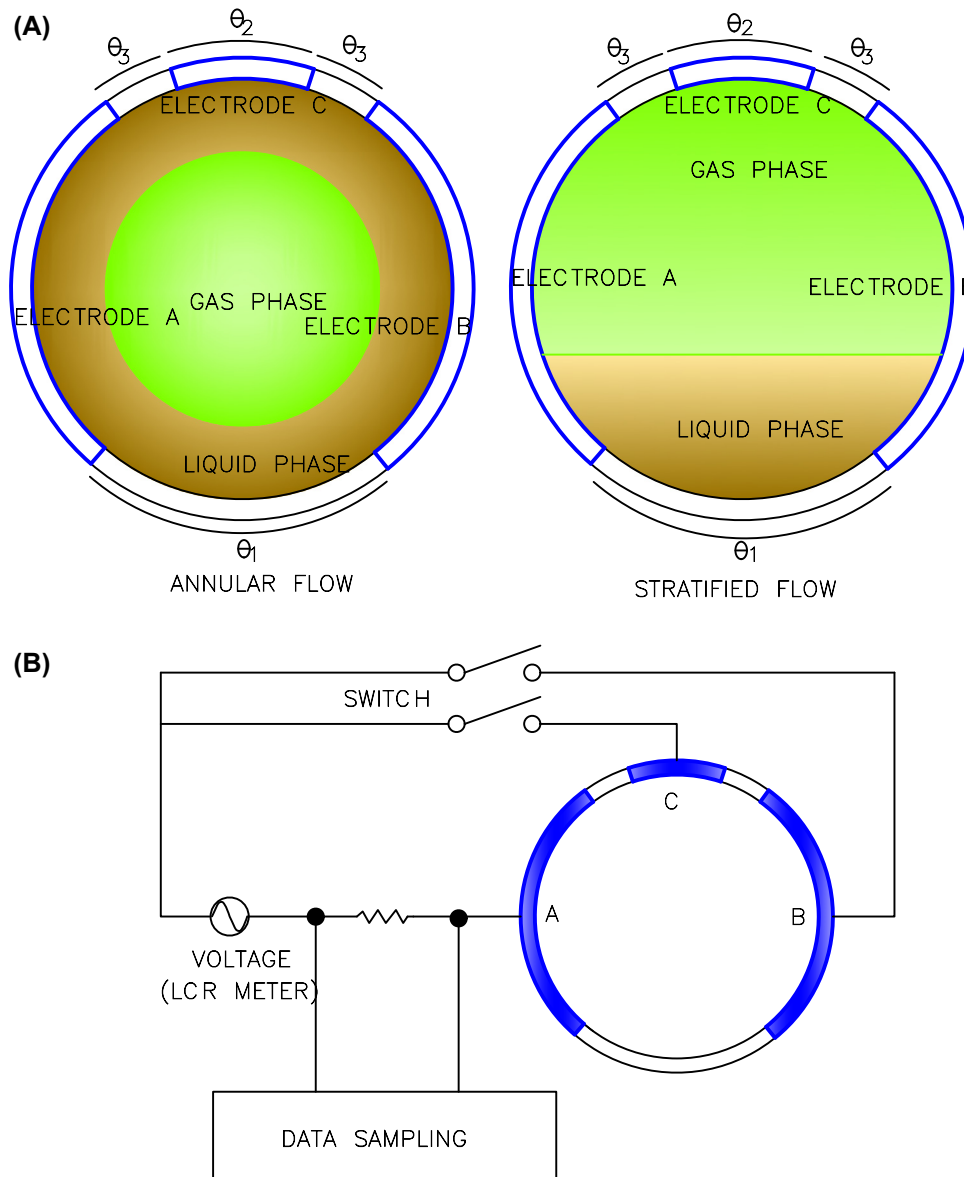 (A)
θ3
θ2
θ3
ELECTRODE C
GAS PHASE
ELECTRODE A
ELECTRODE B
LIQUID PHASE
θ1
ANNULAR FLOW
θ3
θ2
θ3
ELECTRODE C
GAS PHASE
ELECTRODE A
ELECTRODE
LIQUID PHASE
θ1
STRATIFIED FLOW
(B)
SWITCH
C
A
B
VOLTAGE
(LCR METER)
DATA SAMPLING